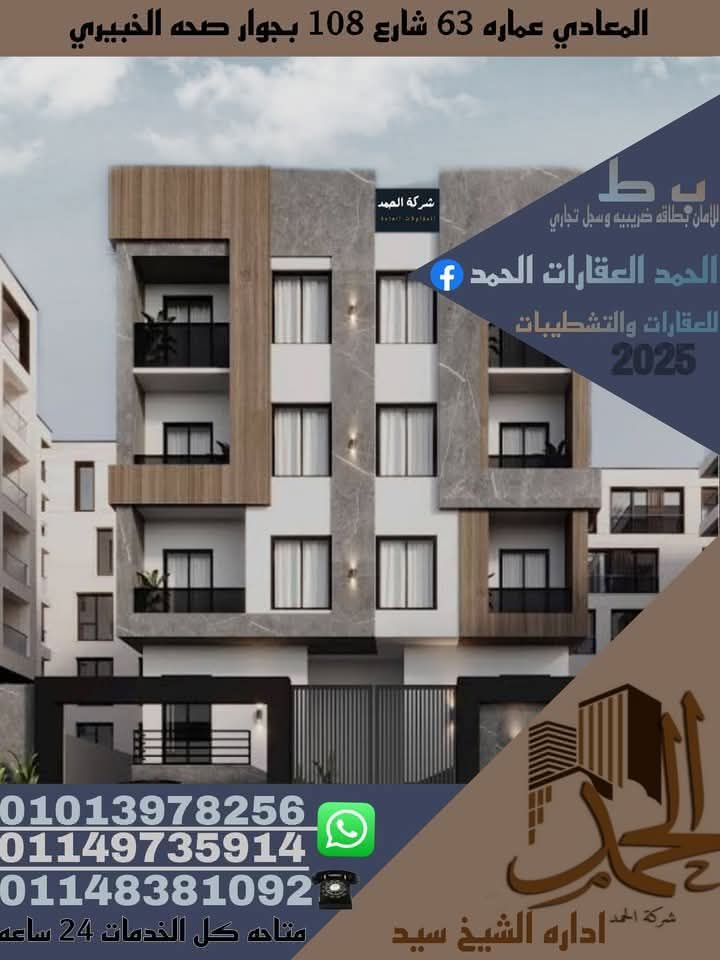 المعادي عماره 63 شارع 108 بجوار صحه الخبيري
شركة الحمد
ب ط
الامان بطاقه ضريبيه وسجل تجاري
الحمد العقارات الحمد
للعقارات والتشطيبات
2025
01013978256
01149735914
01148381092
متاحه كل الخدمات 24 ساعه
الحمد
شركة الحمد
اداره الشيخ سيد